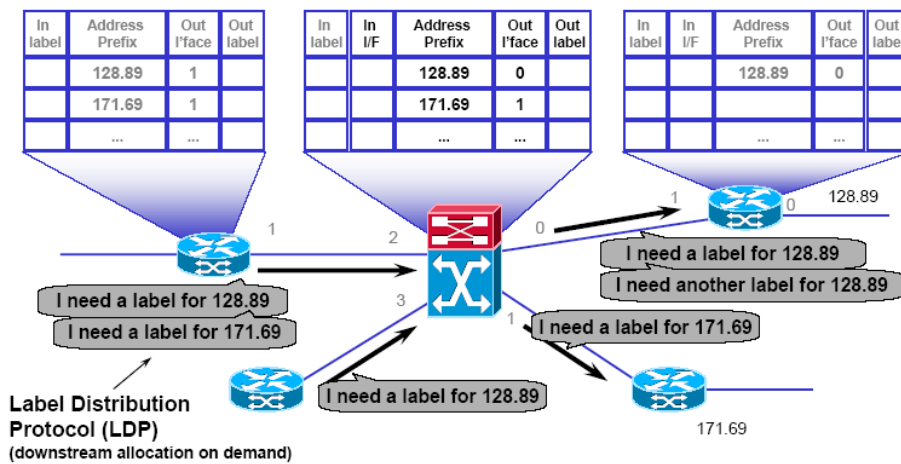 In label Address Prefix Out I'face Out label
128.89 1
171.69 1
... ...
In label In I/F Address Prefix Out I'face Out label
128.89 0
171.69 1
... ...
In label In I/F Address Prefix Out I'face Out label
128.89 0
... ...
1
2
0
1
0
128.89
3
1
I need a label for 128.89
I need a label for 171.69
I need a label for 128.89
I need another label for 128.89
I need a label for 171.69
I need a label for 128.89
171.69
Label Distribution
Protocol (LDP)
(downstream allocation on demand)